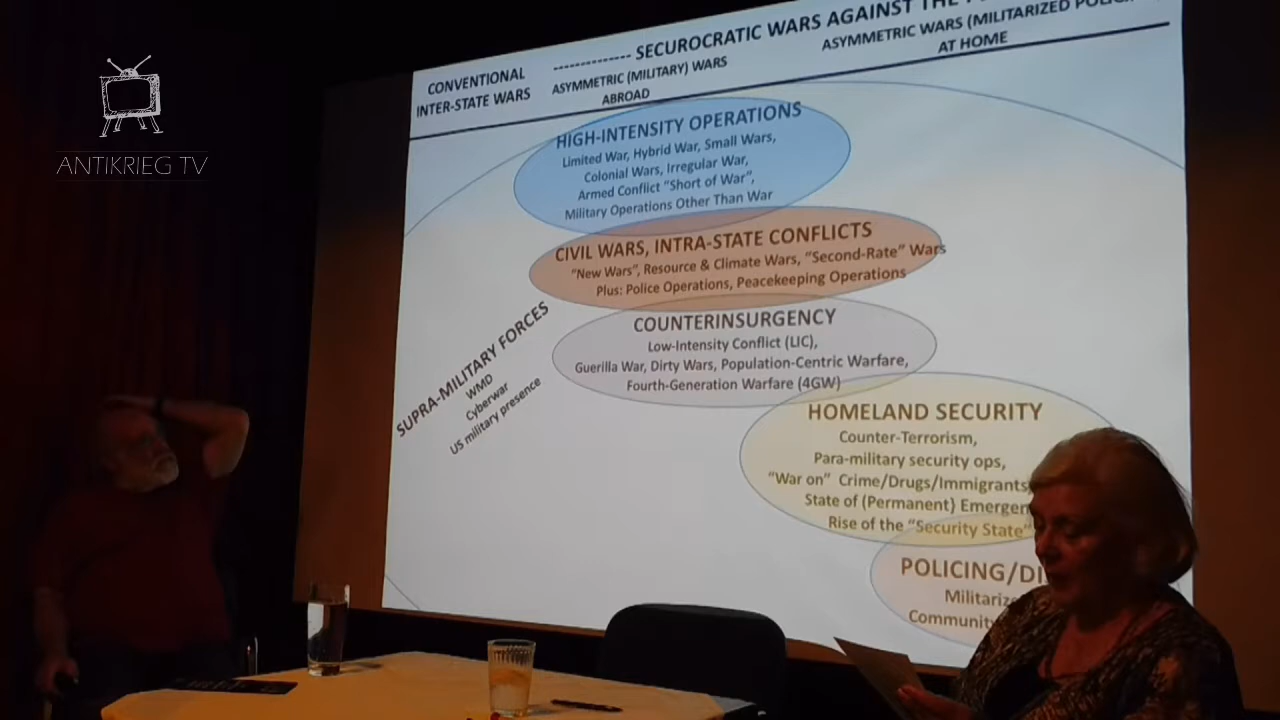 ANTIKRIEG TV
CONVENTIONAL
INTER-STATE WARS
-------------- SECUROCRATIC WARS AGAINST THE
ASYMMETRIC (MILITARY) WARS
ABROAD
ASYMMETRIC WARS (MILITARIZED
AT HOME
HIGH-INTENSITY OPERATIONS
Limited War, Hybrid War, Small Wars,
Colonial Wars, Irregular War,
Armed Conflict “Short of War”,
Military Operations Other Than War
CIVIL WARS, INTRA-STATE CONFLICTS
“New Wars”, Resource & Climate Wars, “Second-Rate” Wars
Plus: Police Operations, Peacekeeping Operations
COUNTERINSURGENCY
Low-Intensity Conflict (LIC),
Guerilla War, Dirty Wars, Population-Centric Warfare,
Fourth-Generation Warfare (4GW)
SUPRA-MILITARY FORCES
WMD
Cyberwar
US military presence
HOMELAND SECURITY
Counter-Terrorism,
Para-military security ops,
“War on” Crime/Drugs/Immigrants
State of (Permanent) Emergen
Rise of the “Security State”
POLICING/DI
Militariz
Community